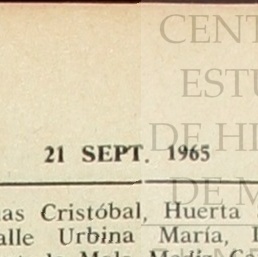 CENT
ESTU
DE HI
21 SEPT. 1965
DE M
as Cristóbal, Huerta
alle Urbina María,